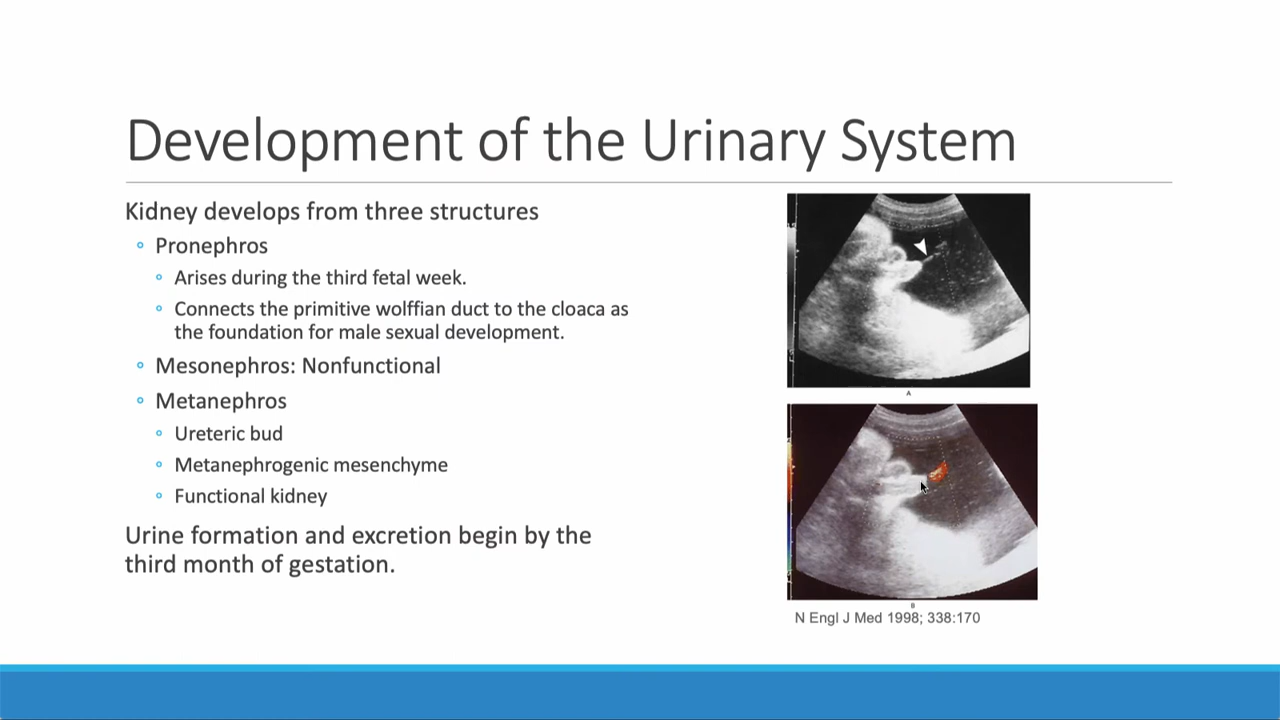 Development of the Urinary System
Kidney develops from three structures
Pronephros
Arises during the third fetal week.
Connects the primitive wolffian duct to the cloaca as
the foundation for male sexual development.
Mesonephros: Nonfunctional
Metanephros
Ureteric bud
Metanephrogenic mesenchyme
Functional kidney
Urine formation and excretion begin by the
third month of gestation.
A
B
N Engl J Med 1998; 338:170